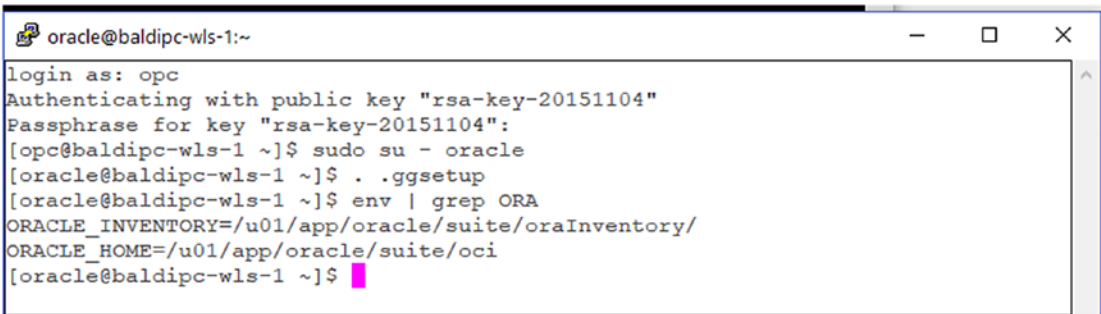 oracle@baldipc-wls-1:~
login as: opc
Authenticating with public key "rsa-key-20151104"
Passphrase for key "rsa-key-20151104":
[opc@baldipc-wls-1 ~]$ sudo su - oracle
[oracle@baldipc-wls-1 ~]$ . .ggsetup
[oracle@baldipc-wls-1 ~]$ env | grep ORA
ORACLE_INVENTORY=/u01/app/oracle/suite/oraInventory/
ORACLE_HOME=/u01/app/oracle/suite/oci
[oracle@baldipc-wls-1 ~]$